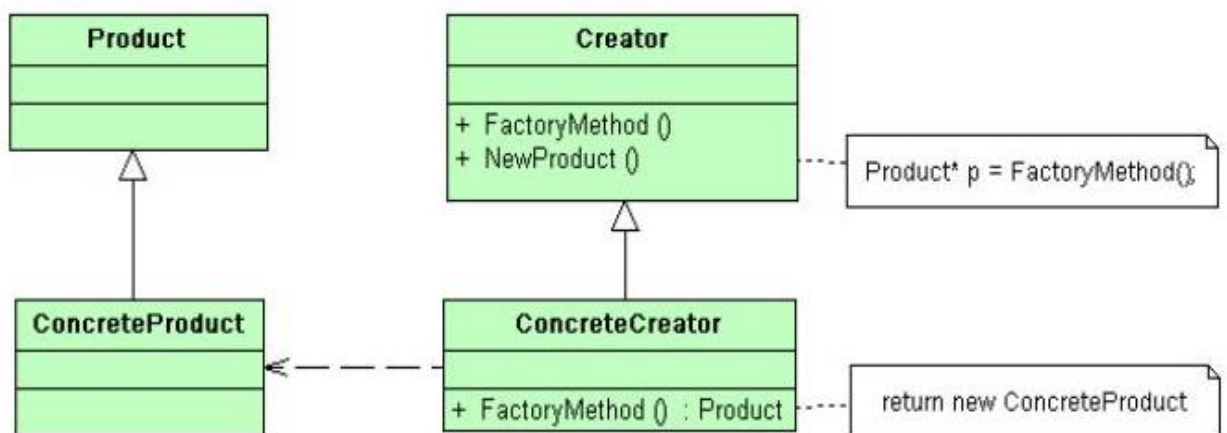 Product
Creator
+ FactoryMethod ()
+ NewProduct ()
Product* p = FactoryMethod();
ConcreteProduct
ConcreteCreator
+ FactoryMethod () : Product
return new ConcreteProduct